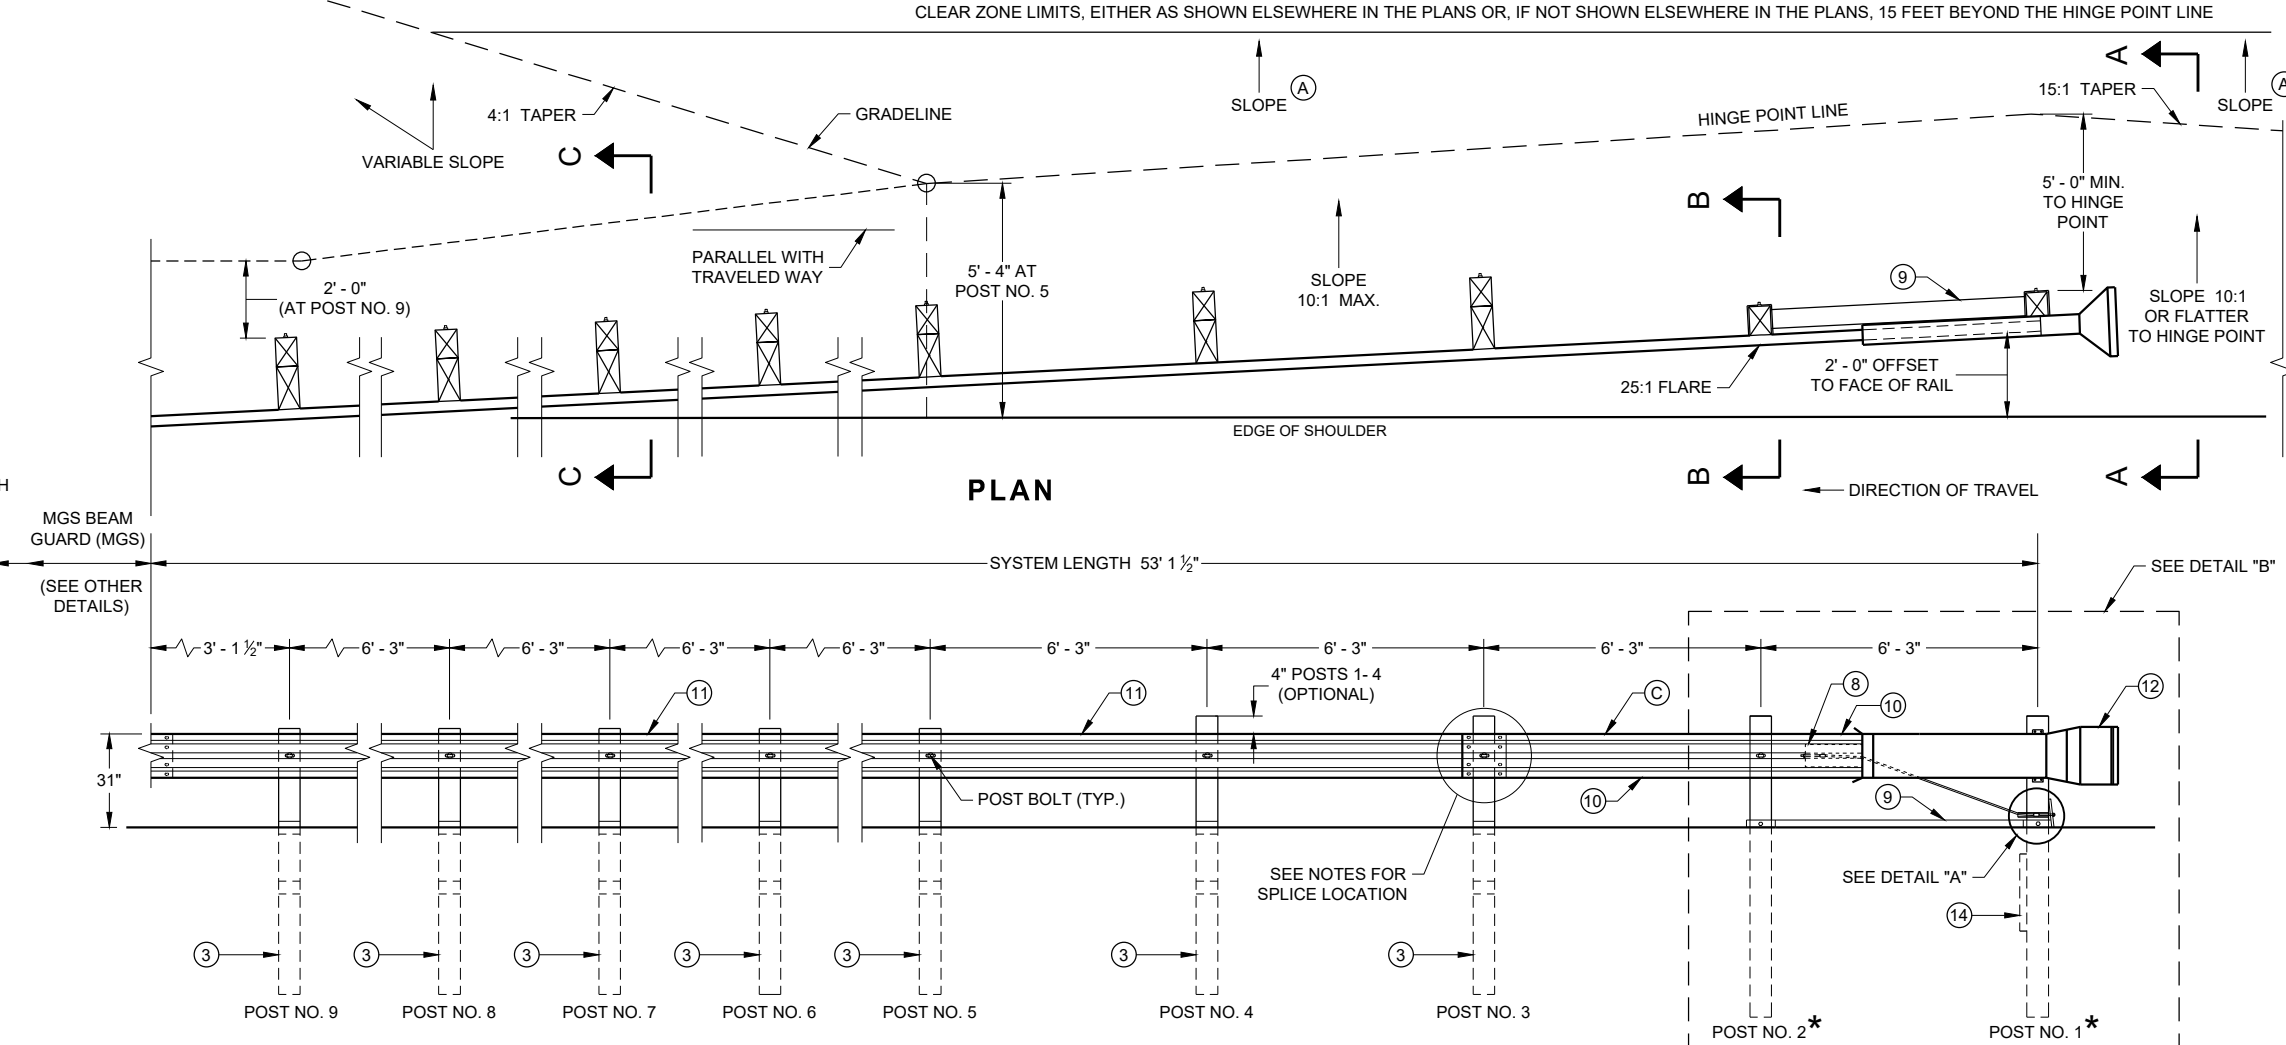 CLEAR ZONE LIMITS, EITHER AS SHOWN ELSEWHERE IN THE PLANS OR, IF NOT SHOWN ELSEWHERE IN THE PLANS, 15 FEET BEYOND THE HINGE POINT LINE
A
15:1 TAPER
SLOPE
A
SLOPE
A
4:1 TAPER
GRADELINE
HINGE POINT LINE
VARIABLE SLOPE
C
B
5' - 0" MIN.
TO HINGE
POINT
PARALLEL WITH
TRAVELED WAY
5' - 4" AT
POST NO. 5
SLOPE
10:1 MAX.
9
2' - 0"
(AT POST NO. 9)
SLOPE 10:1
OR FLATTER
TO HINGE POINT
2' - 0" OFFSET
TO FACE OF RAIL
25:1 FLARE
EDGE OF SHOULDER
C
PLAN
B
DIRECTION OF TRAVEL
A
H
MGS BEAM
GUARD (MGS)
(SEE OTHER
DETAILS)
SYSTEM LENGTH 53' 1 ½"
SEE DETAIL "B"
3' - 1 ½"
6' - 3"
6' - 3"
6' - 3"
6' - 3"
6' - 3"
6' - 3"
6' - 3"
6' - 3"
4" POSTS 1- 4
(OPTIONAL)
11
11
C
8
10
12
31"
POST BOLT (TYP.)
10
9
SEE NOTES FOR
SPLICE LOCATION
SEE DETAIL "A"
14
3
3
3
3
3
3
3
POST NO. 9
POST NO. 8
POST NO. 7
POST NO. 6
POST NO. 5
POST NO. 4
POST NO. 3
POST NO. 2*
POST NO. 1*